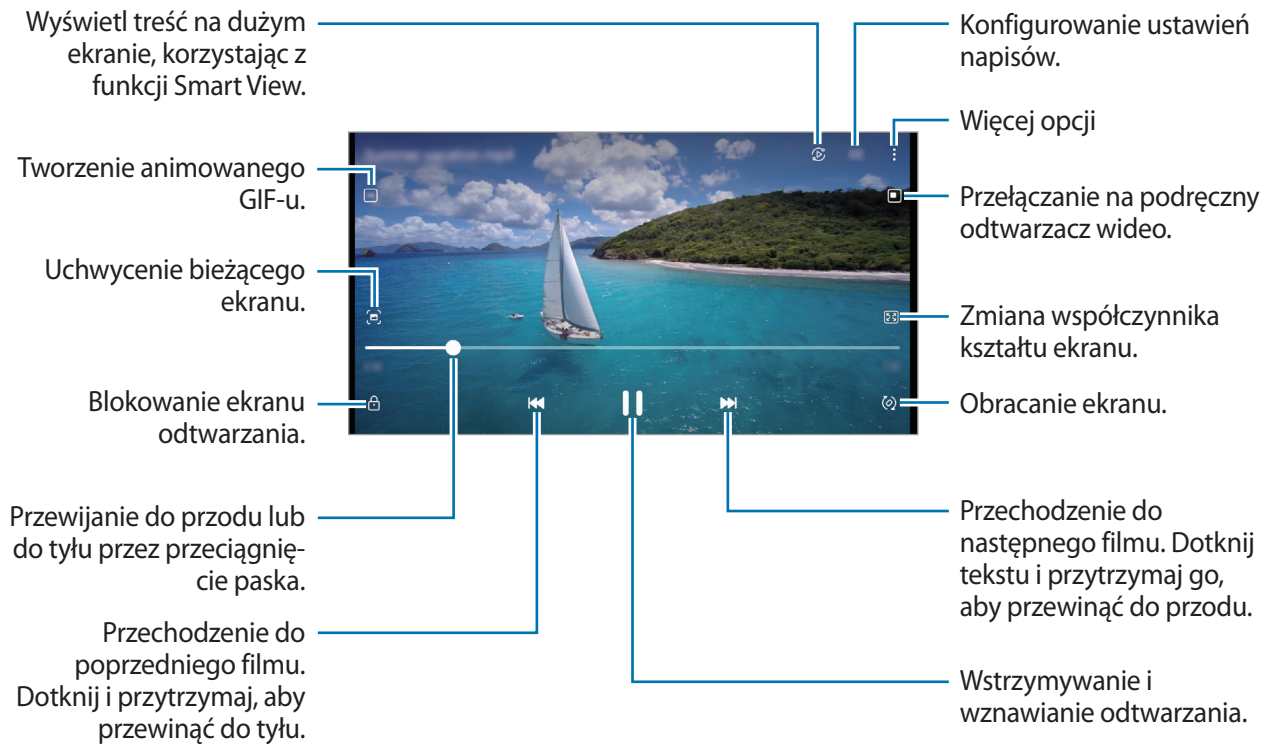 Wyświetl treść na dużym
ekranie, korzystając z
funkcji Smart View.
Tworzenie animowanego
GIF-u.
Uchwycenie bieżącego
ekranu.
Blokowanie ekranu
odtwarzania.
Przewijanie do przodu lub
do tyłu przez przeciągnię-
cie paska.
Przechodzenie do
poprzedniego filmu.
Dotknij i przytrzymaj, aby
przewinąć do tyłu.
Konfigurowanie ustawień
napisów.
Więcej opcji
Przełączanie na podręczny
odtwarzacz wideo.
Zmiana współczynnika
kształtu ekranu.
Obracanie ekranu.
Przechodzenie do
następnego filmu. Dotknij
tekstu i przytrzymaj go,
aby przewinąć do przodu.
Wstrzymywanie i
wznawianie odtwarzania.